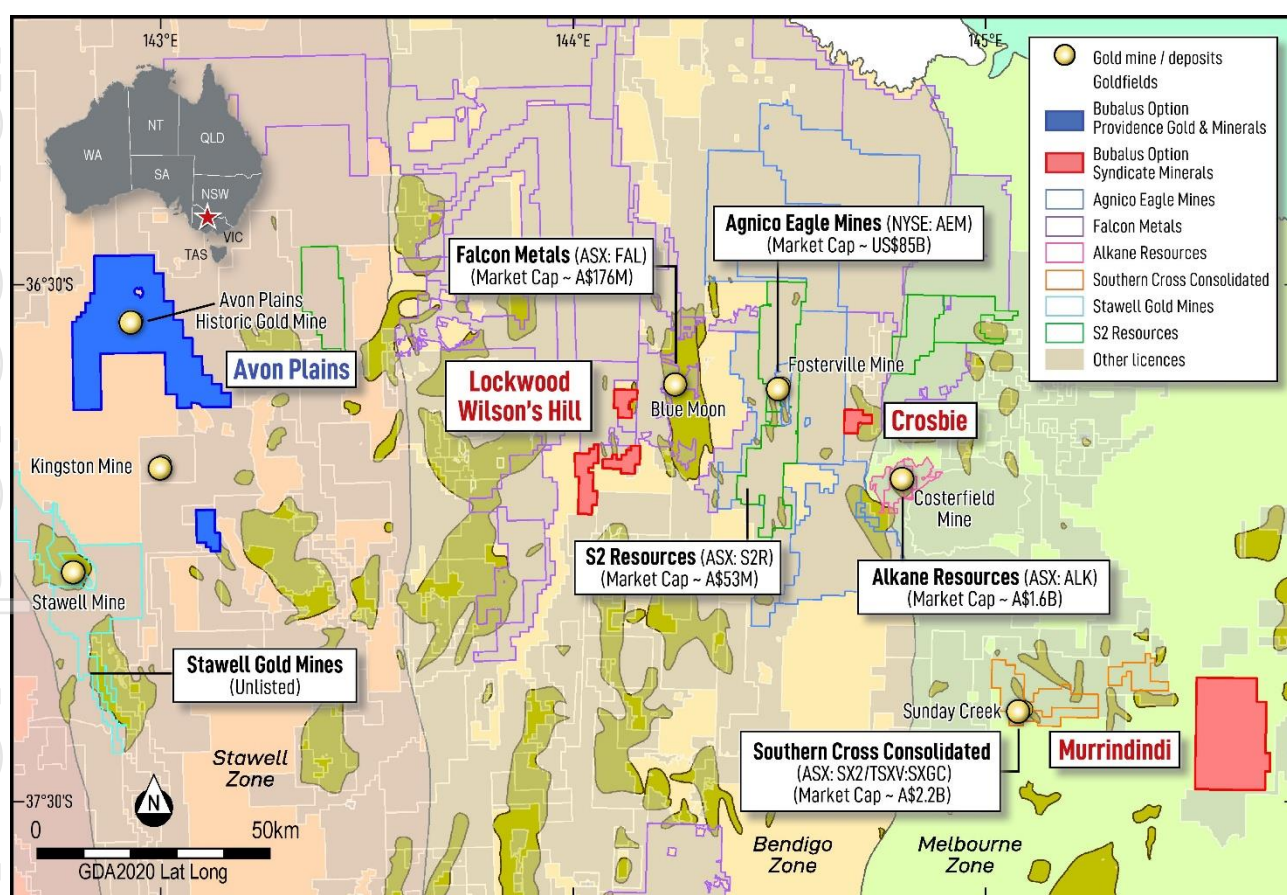 143°E
144°E
145°E
36°30'S
37°30'S
NT
QLD
WA
SA
NSW
VIC
TAS
Gold mine / deposits
Goldfields
Bubalus Option
Providence Gold & Minerals
Bubalus Option
Syndicate Minerals
Agnico Eagle Mines
Falcon Metals
Alkane Resources
Southern Cross Consolidated
Stawell Gold Mines
S2 Resources
Other licences
Agnico Eagle Mines (NYSE: AEM)
(Market Cap ~ US$85B)
Falcon Metals (ASX: FAL)
(Market Cap ~ A$176M)
Avon Plains
Historic Gold Mine
Avon Plains
Lockwood
Wilson's Hill
Blue Moon
Fosterville Mine
Crosbie
Kingston Mine
Costerfield
Mine
S2 Resources (ASX: S2R)
(Market Cap ~ A$53M)
Alkane Resources (ASX: ALK)
(Market Cap ~ A$1.6B)
Stawell Mine
Stawell Gold Mines
(Unlisted)
Sunday Creek
Murrindindi
Southern Cross Consolidated
(ASX: SX2/TSXV:SXGC)
(Market Cap ~ A$2.2B)
Stawell
Zone
Bendigo
Zone
Melbourne
Zone
N
0
50km
GDA2020 Lat Long